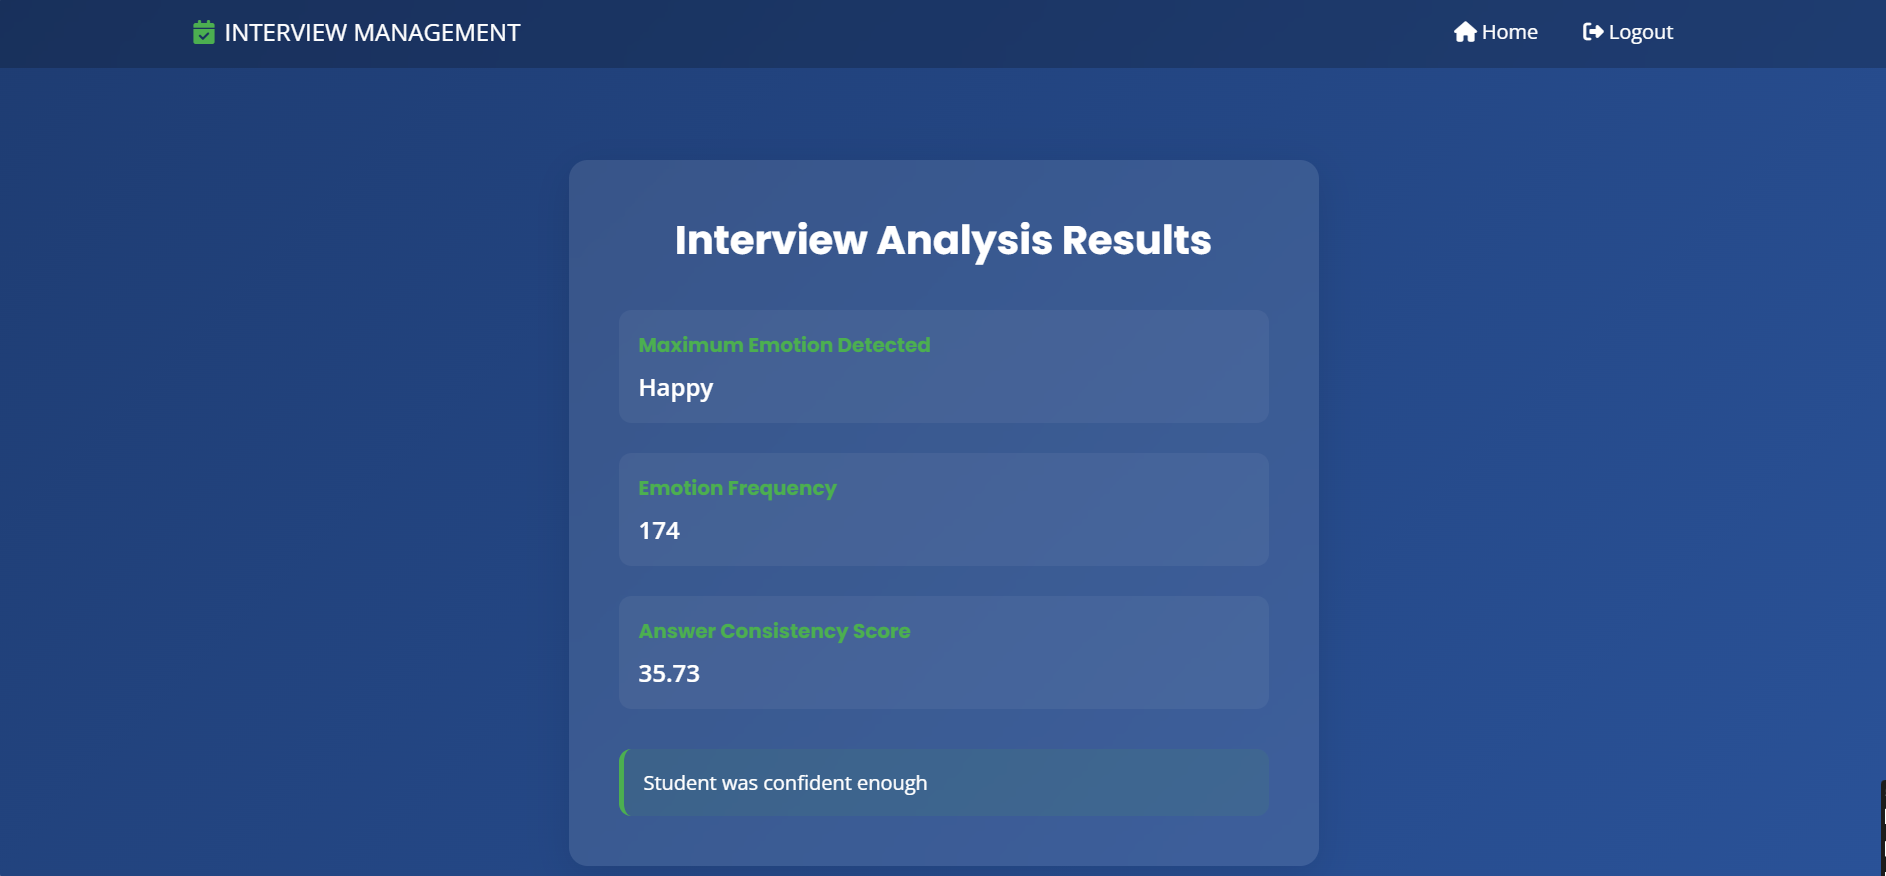 INTERVIEW MANAGEMENT
Home
Logout
Interview Analysis Results
Maximum Emotion Detected
Happy
Emotion Frequency
174
Answer Consistency Score
35.73
Student was confident enough